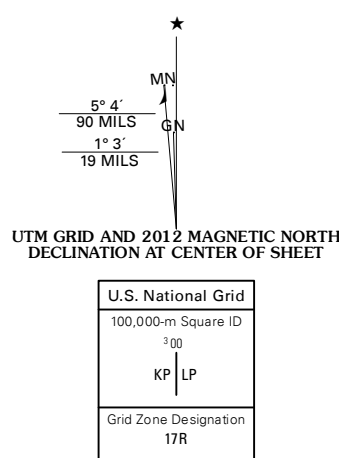 ★
MN
5° 4´
90 MILS
GN
1° 3´
19 MILS
UTM GRID AND 2012 MAGNETIC NORTH
DECLINATION AT CENTER OF SHEET
U.S. National Grid
100,000-m Square ID
³00
KP LP
Grid Zone Designation
17R